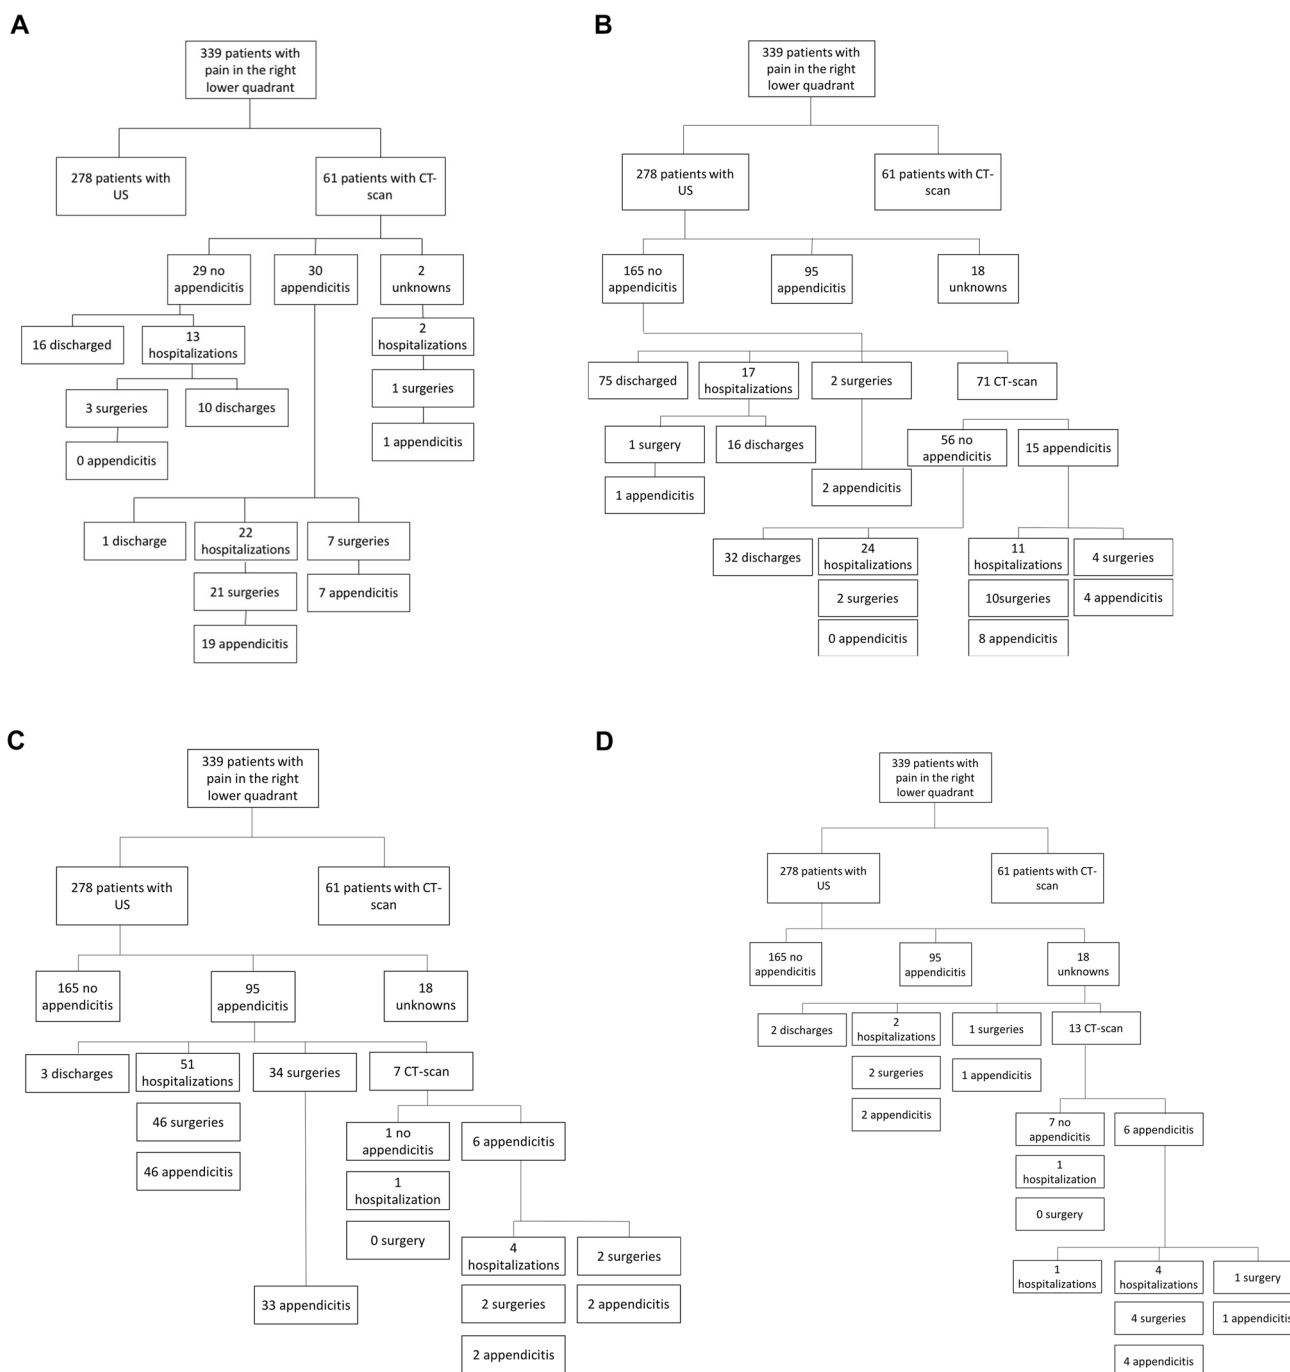 A
339 patients with
pain in the right
lower quadrant
278 patients with
US
61 patients with CT-
scan
29 no
appendicitis
30
appendicitis
2
unknowns
16 discharged
13
hospitalizations
2
hospitalizations
3 surgeries
10 discharges
1 surgeries
0 appendicitis
1 appendicitis
1 discharge
22
hospitalizations
7 surgeries
21 surgeries
7 appendicitis
19 appendicitis
B
339 patients with
pain in the right
lower quadrant
278 patients with
US
61 patients with CT-
scan
165 no
appendicitis
95
appendicitis
18
unknowns
75 discharged
17
hospitalizations
2 surgeries
71 CT-scan
1 surgery
16 discharges
56 no
appendicitis
15 appendicitis
1 appendicitis
2 appendicitis
32 discharges
24
hospitalizations
11
hospitalizations
4 surgeries
2 surgeries
10surgeries
4 appendicitis
0 appendicitis
8 appendicitis
C
339 patients with
pain in the right
lower quadrant
278 patients with
US
61 patients with CT-
scan
165 no
appendicitis
95
appendicitis
18
unknowns
3 discharges
51
hospitalizations
34 surgeries
7 CT-scan
46 surgeries
1 no
appendicitis
6 appendicitis
46 appendicitis
1
hospitalization
0 surgery
4
hospitalizations
2 surgeries
33 appendicitis
2 surgeries
2 appendicitis
2 appendicitis
D
339 patients with
pain in the right
lower quadrant
278 patients with
US
61 patients with CT-
scan
165 no
appendicitis
95
appendicitis
18
unknowns
2 discharges
2
hospitalizations
1 surgeries
13 CT-scan
2 surgeries
1 appendicitis
2 appendicitis
7 no
appendicitis
6 appendicitis
1
hospitalization
0 surgery
1
hospitalizations
4
hospitalizations
1 surgery
4 surgeries
1 appendicitis
4 appendicitis